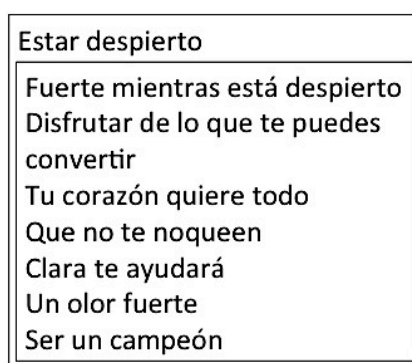 Estar despierto
Fuerte mientras está despierto
Disfrutar de lo que te puedes
convertir
Tu corazón quiere todo
Que no te noqueen
Clara te ayudará
Un olor fuerte
Ser un campeón